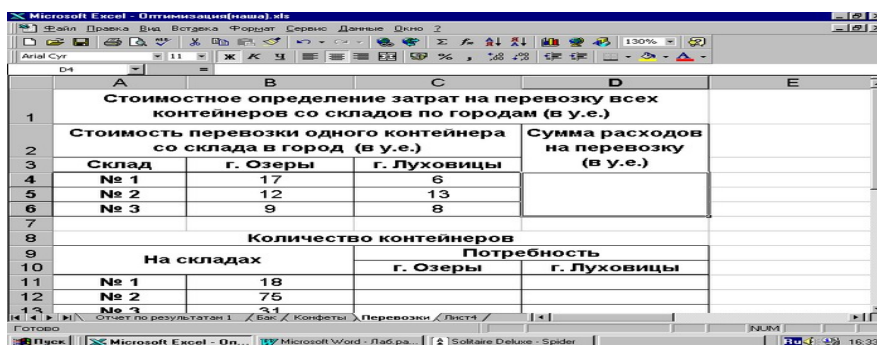 Microsoft Excel - Оптимизация(наша).xls
Файл Правка Вид Вставка Формат Сервис Данные Окно ?
130%
Arial Cyr 11 Ж К Ч % ,
D4 =
A B C D E
1 Стоимостное определение затрат на перевозку всех
контейнеров со складов по городам (в у.е.)
2 Стоимость перевозки одного контейнера Сумма расходов
со склада в город (в у.е.) на перевозку
3 Склад г. Озеры г. Луховицы (в у.е.)
4 № 1 17 6
5 № 2 12 13
6 № 3 9 8
7
8 Количество контейнеров
9 На складах Потребность
10 г. Озеры г. Луховицы
11 № 1 18
12 № 2 75
13 № 3 31
Отчет по результатам 1 Бак Конфеты Перевозки Лист4
Готово NUM
Пуск Microsoft Excel - Оп... Microsoft Word - Лаб.ра... Solitaire Deluxe - Spider Ru 16:33